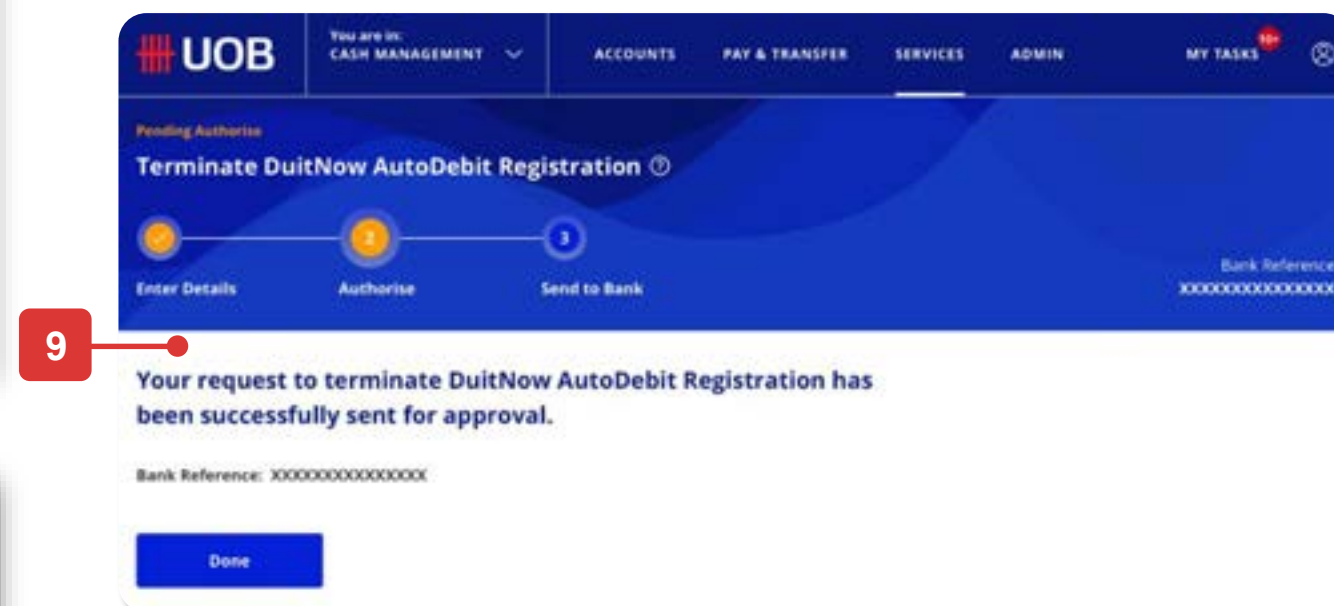 UOB
You are in:
CASH MANAGEMENT
ACCOUNTS
PAY & TRANSFER
SERVICES
ADMIN
MY TASKS
Pending Authorise
Terminate DuitNow AutoDebit Registration
2
3
Enter Details
Authorise
Send to Bank
Bank Reference
XXXXXXXXXXXXXXX
9
Your request to terminate DuitNow AutoDebit Registration has
been successfully sent for approval.
Bank Reference: XXXXXXXXXXXXXXX
Done